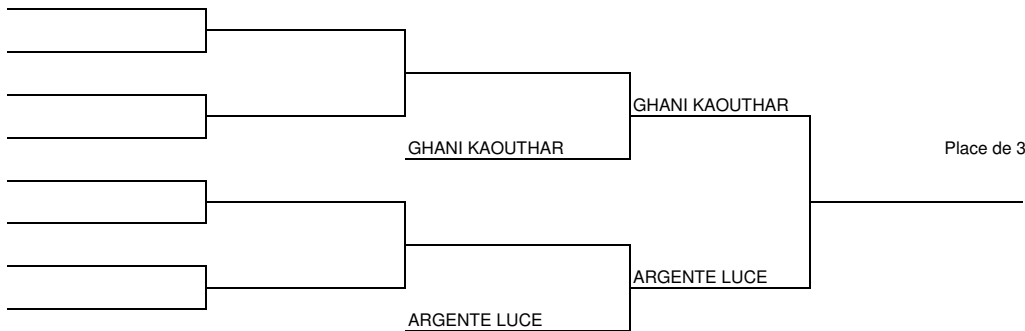 GHANI KAOUTHAR
GHANI KAOUTHAR
Place de 3
ARGENTE LUCE
ARGENTE LUCE